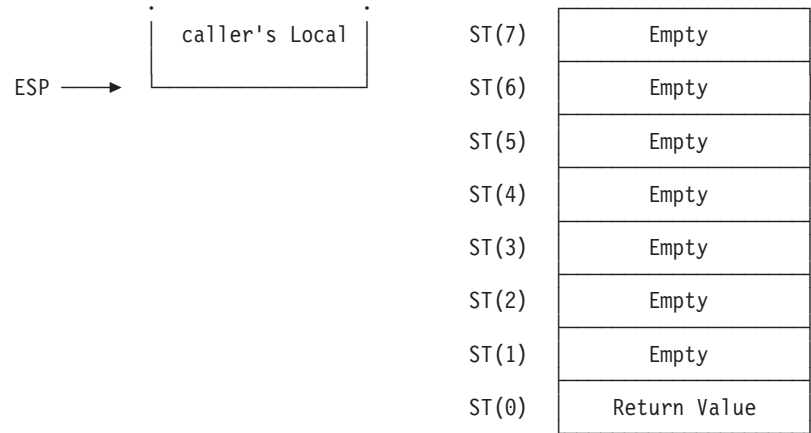 caller's Local
ESP
ST(7) Empty
ST(6) Empty
ST(5) Empty
ST(4) Empty
ST(3) Empty
ST(2) Empty
ST(1) Empty
ST(0) Return Value